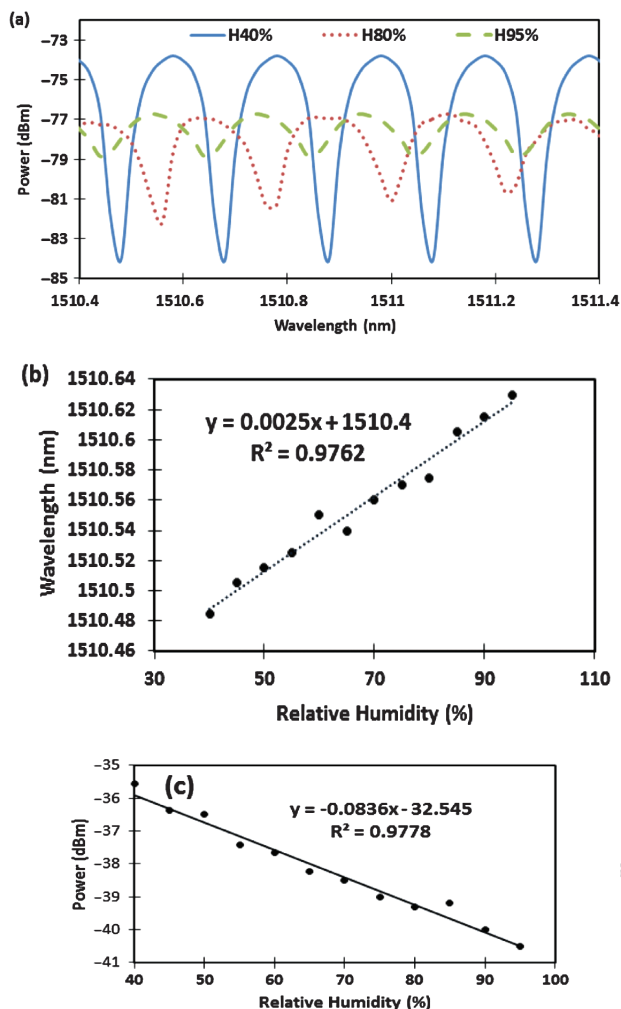 (a)
H40% H80% H95%
−73
−75
−77
−79
−81
−83
−85
Power (dBm)
1510.4 1510.6 1510.8 1511 1511.2 1511.4
Wavelength (nm)
(b)
1510.64
1510.62
1510.6
1510.58
1510.56
1510.54
1510.52
1510.5
1510.48
1510.46
Wavelength (nm)
y = 0.0025x + 1510.4
R² = 0.9762
30 50 70 90 110
Relative Humidity (%)
(c)
−35
−36
−37
−38
−39
−40
−41
Power (dBm)
y = -0.0836x - 32.545
R² = 0.9778
40 50 60 70 80 90 100
Relative Humidity (%)